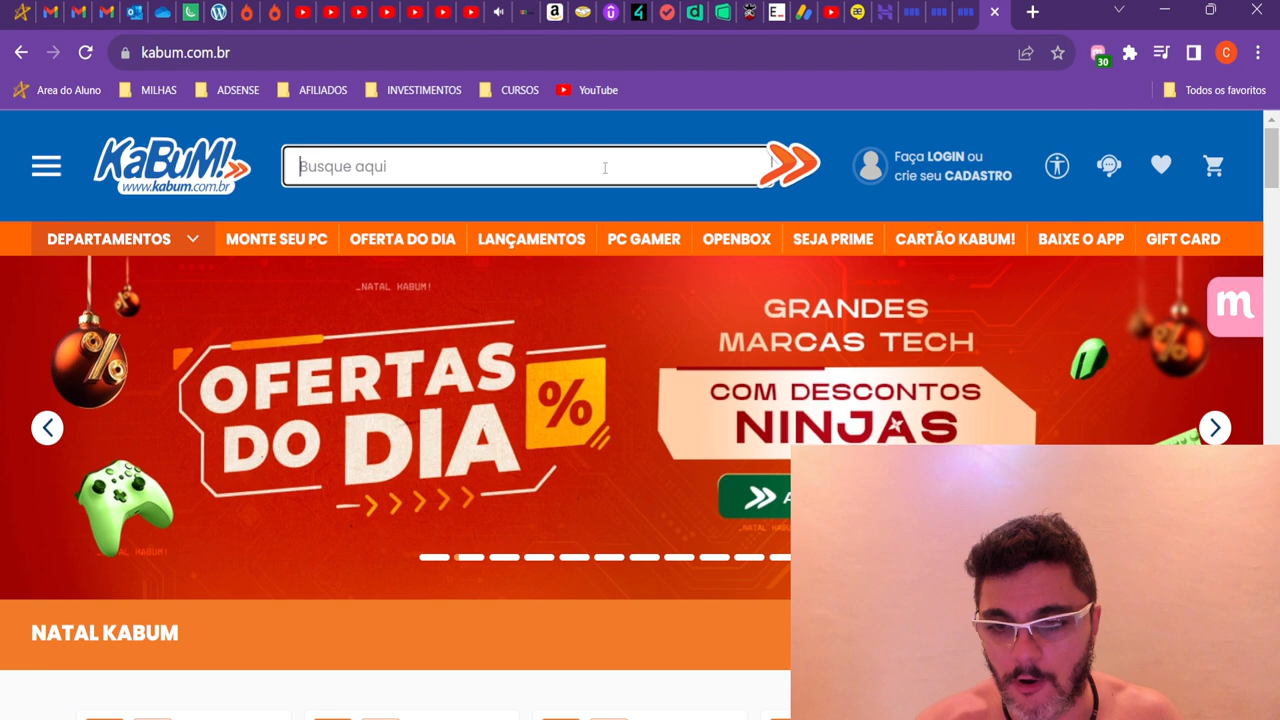 30
C
kabum.com.br
Area do Aluno
MILHAS
ADSENSE
AFILIADOS
INVESTIMENTOS
CURSOS
YouTube
Todos os favoritos
KaBuM!
www.kabum.com.br
Busque aqui
Faça LOGIN ou
crie seu CADASTRO
DEPARTAMENTOS
MONTE SEU PC
OFERTA DO DIA
LANÇAMENTOS
PC GAMER
OPENBOX
SEJA PRIME
CARTÃO KABUM!
BAIXE O APP
GIFT CARD
_NATAL KABUM!
OFERTAS
DO DIA
%
%
GRANDES
MARCAS TECH
COM DESCONTOS
NINJAS
m
NATAL KABUM